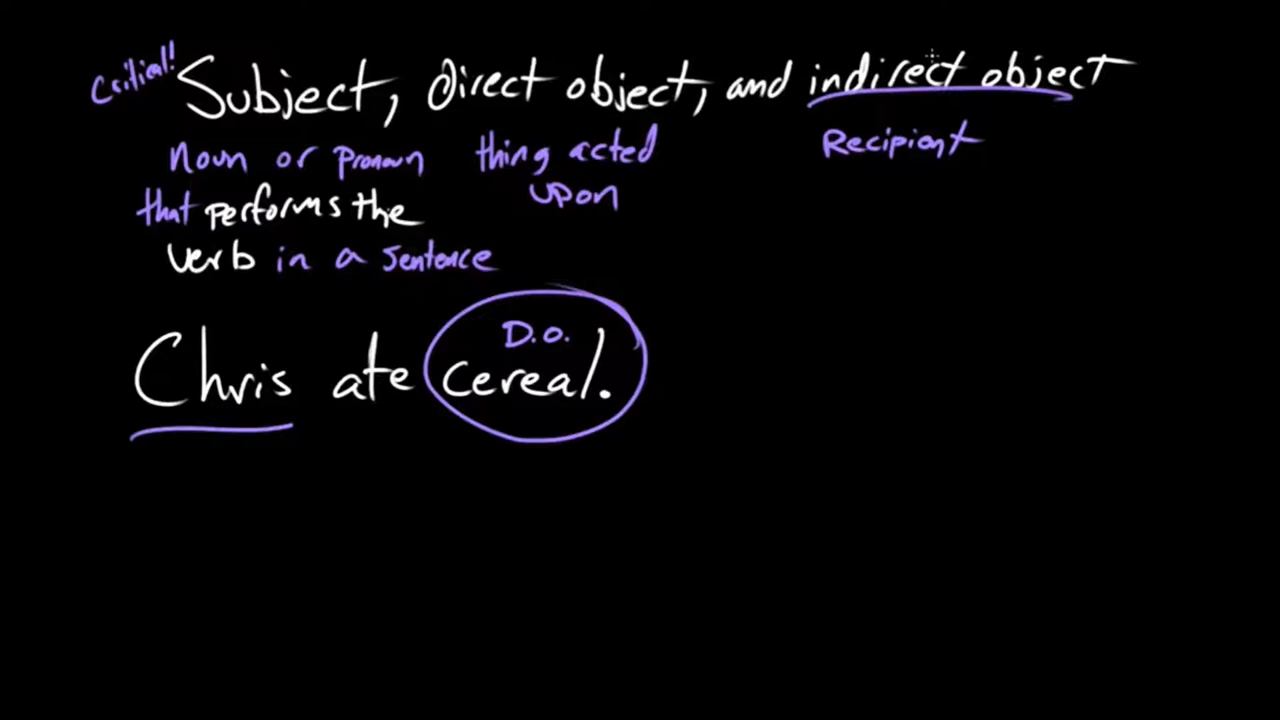 Critical!
Subject, direct object, and indirect object
noun or pronoun
that performs the
verb in a sentence
thing acted
upon
Recipient
D.O.
Chris ate cereal.